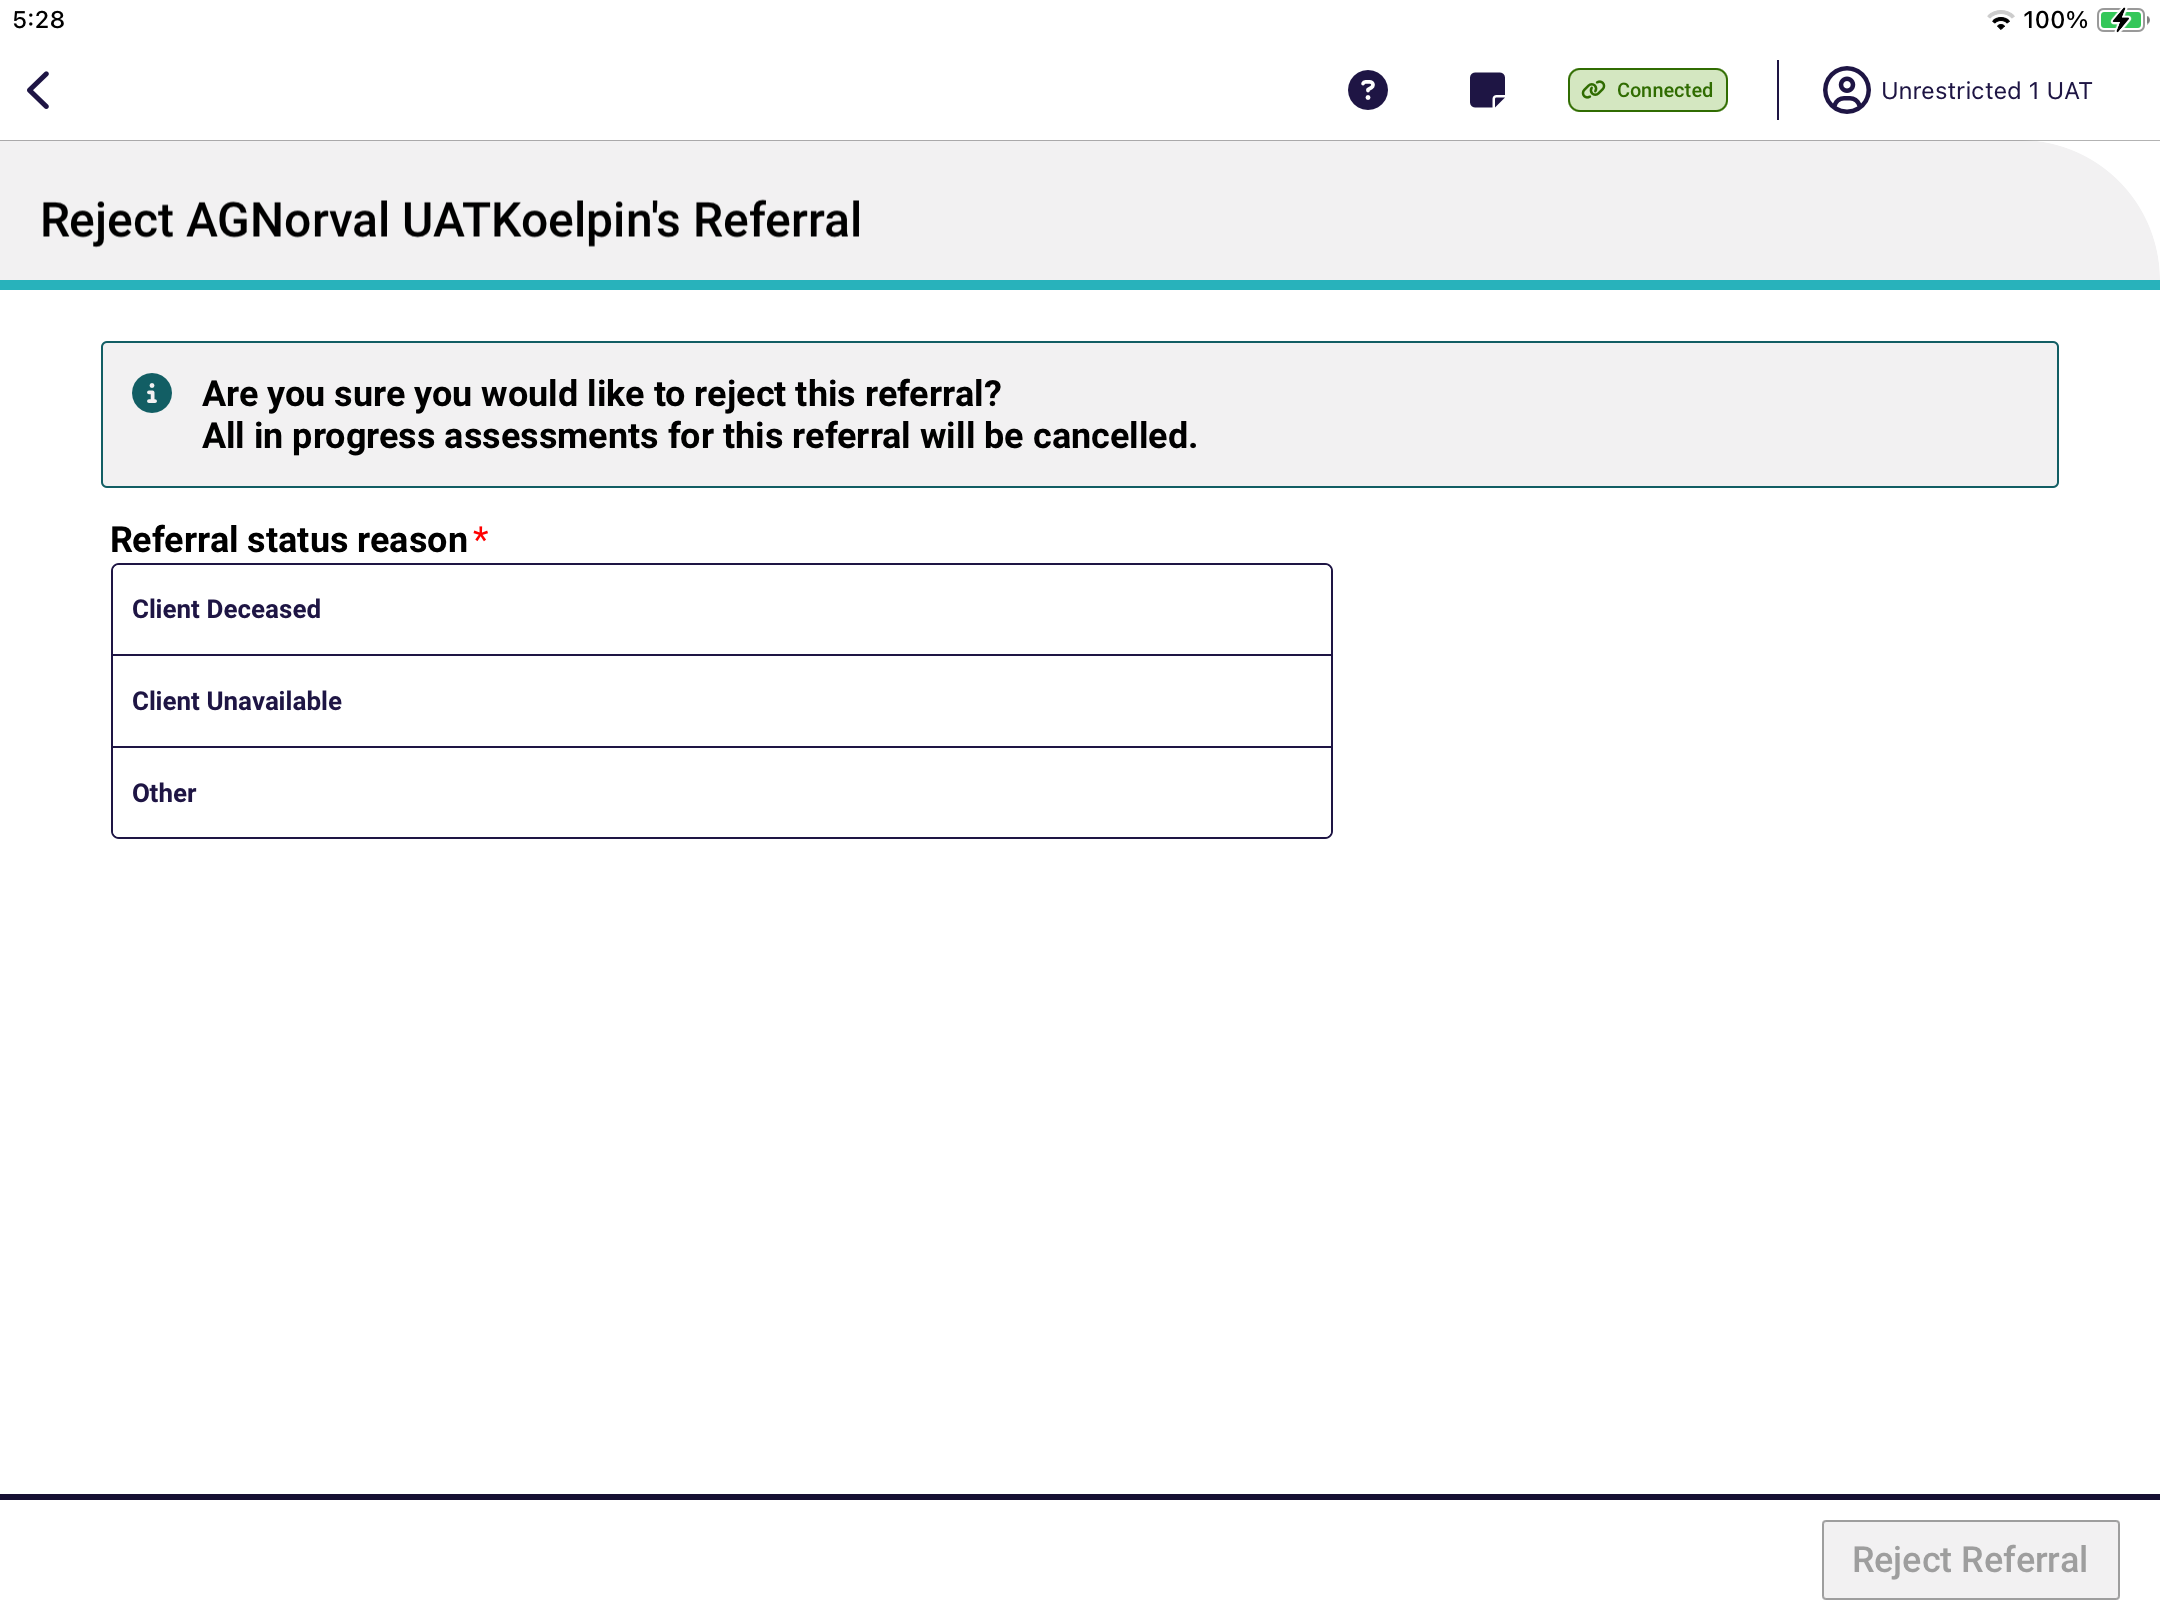 5:28
100%
Connected
Unrestricted 1 UAT
Reject AGNorval UATKoelpin's Referral
Are you sure you would like to reject this referral?
All in progress assessments for this referral will be cancelled.
Referral status reason*
Client Deceased
Client Unavailable
Other
Reject Referral